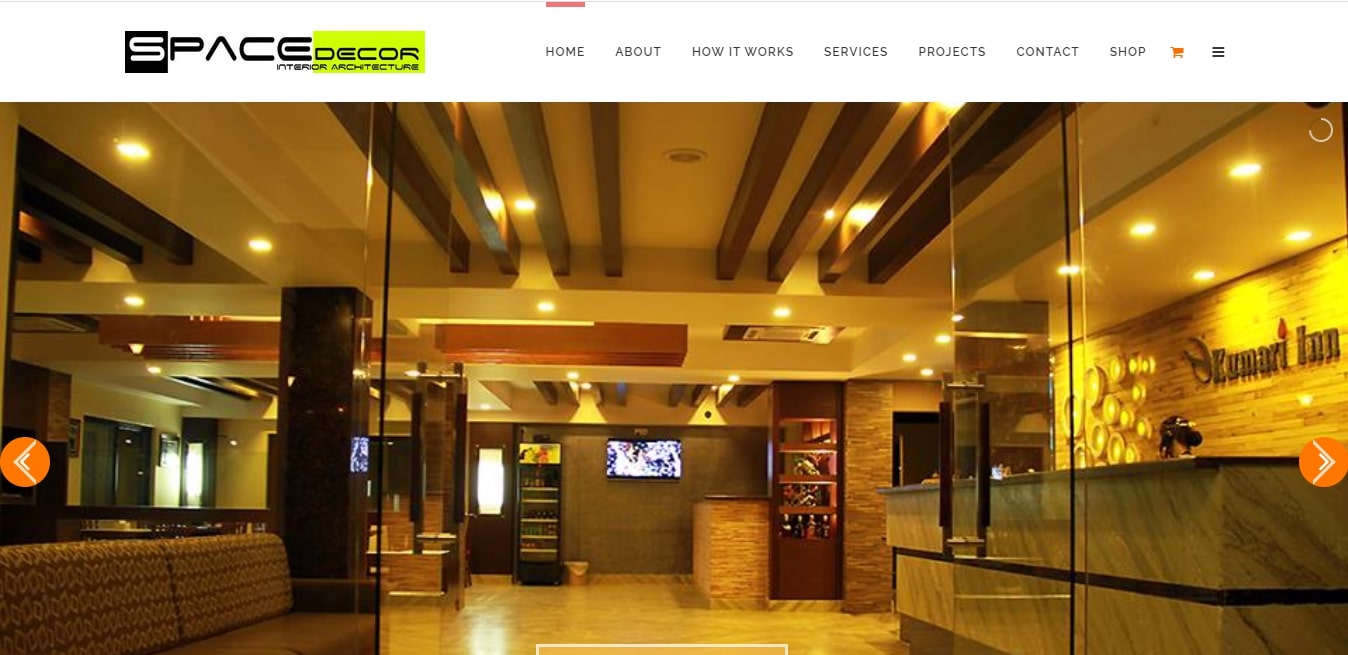 SPACE DECOR
INTERIOR ARCHITECTURE
HOME ABOUT HOW IT WORKS SERVICES PROJECTS CONTACT SHOP
Kumari Inn